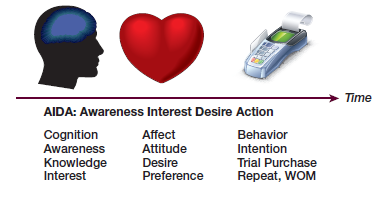 Time
AIDA: Awareness Interest Desire Action
Cognition Affect Behavior
Awareness Attitude Intention
Knowledge Desire Trial Purchase
Interest Preference Repeat, WOM